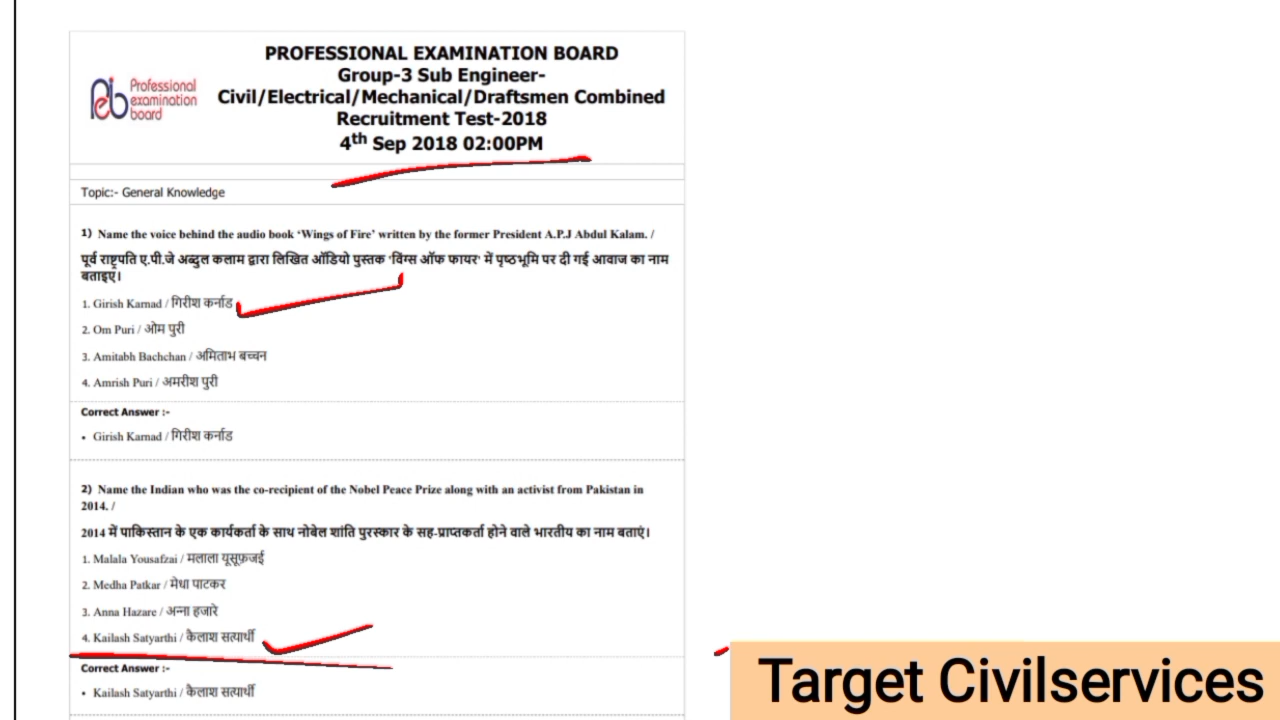 PROFESSIONAL EXAMINATION BOARD
Group-3 Sub Engineer-
Civil/Electrical/Mechanical/Draftsmen Combined
Recruitment Test-2018
4th Sep 2018 02:00PM
peb Professional
examination
board
Topic:- General Knowledge
1) Name the voice behind the audio book ‘Wings of Fire’ written by the former President A.P.J Abdul Kalam. /
पूर्व राष्ट्रपति ए.पी.जे अब्दुल कलाम द्वारा लिखित ऑडियो पुस्तक 'विंग्स ऑफ फायर' में पृष्ठभूमि पर दी गई आवाज का नाम
बताइए।
1. Girish Karnad / गिरीश कर्नाड
2. Om Puri / ओम पुरी
3. Amitabh Bachchan / अमिताभ बच्चन
4. Amrish Puri / अमरीश पुरी
Correct Answer :-
• Girish Karnad / गिरीश कर्नाड
2) Name the Indian who was the co-recipient of the Nobel Peace Prize along with an activist from Pakistan in
2014. /
2014 में पाकिस्तान के एक कार्यकर्ता के साथ नोबेल शांति पुरस्कार के सह-प्राप्तकर्ता होने वाले भारतीय का नाम बताएं।
1. Malala Yousafzai / मलाला यूसूफ़जई
2. Medha Patkar / मेधा पाटकर
3. Anna Hazare / अन्ना हजारे
4. Kailash Satyarthi / कैलाश सत्यार्थी
Correct Answer :-
• Kailash Satyarthi / कैलाश सत्यार्थी
Target Civilservices